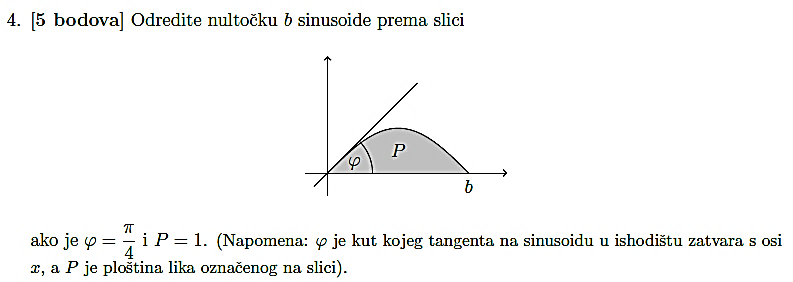 4. [5 bodova] Odredite nultočku b sinusoide prema slici
P
φ
b
ako je φ = π/4 i P = 1. (Napomena: φ je kut kojeg tangenta na sinusoidu u ishodištu zatvara s osi
x, a P je ploština lika označenog na slici).